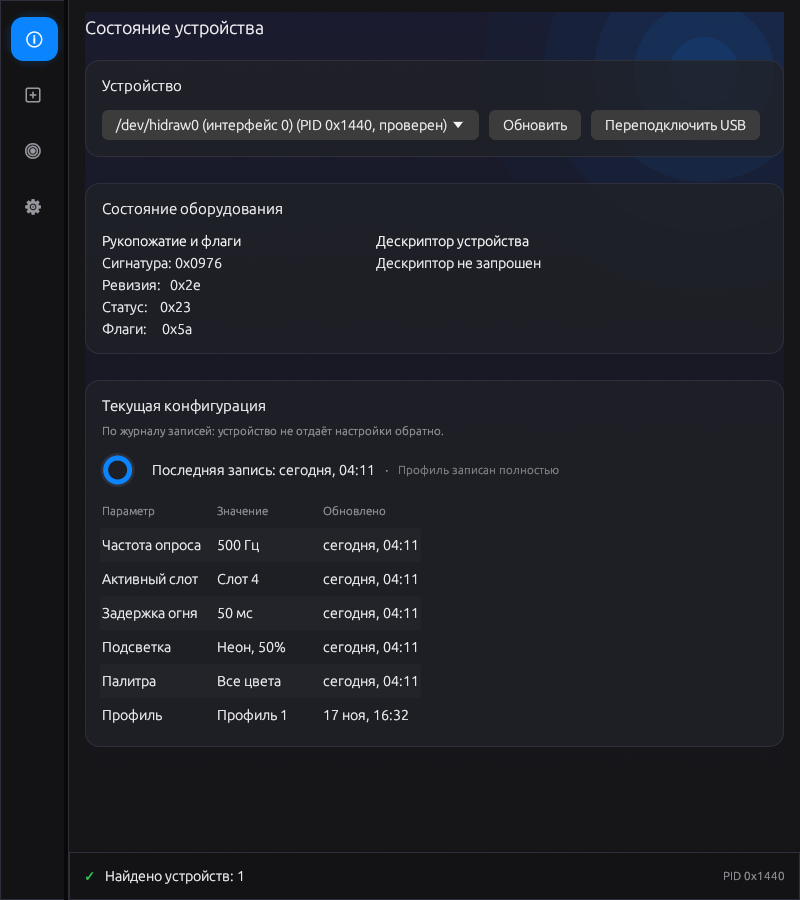 Состояние устройства
Устройство
/dev/hidraw0 (интерфейс 0) (PID 0x1440, проверен)
Обновить
Переподключить USB
Состояние оборудования
Рукопожатие и флаги
Сигнатура: 0x0976
Ревизия: 0x2e
Статус: 0x23
Флаги: 0x5a
Дескриптор устройства
Дескриптор не запрошен
Текущая конфигурация
По журналу записей: устройство не отдаёт настройки обратно.
Последняя запись: сегодня, 04:11 · Профиль записан полностью
Параметр Значение Обновлено
Частота опроса 500 Гц сегодня, 04:11
Активный слот Слот 4 сегодня, 04:11
Задержка огня 50 мс сегодня, 04:11
Подсветка Неон, 50% сегодня, 04:11
Палитра Все цвета сегодня, 04:11
Профиль Профиль 1 17 ноя, 16:32
✓ Найдено устройств: 1
PID 0x1440